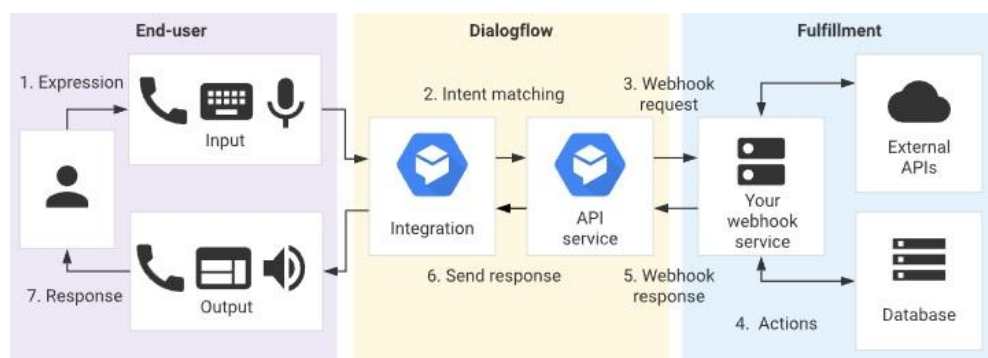 End-user
Dialogflow
Fulfillment
1. Expression
Input
2. Intent matching
3. Webhook
request
External
APIs
Integration
API
service
Your
webhook
service
6. Send response
5. Webhook
response
7. Response
Output
4. Actions
Database